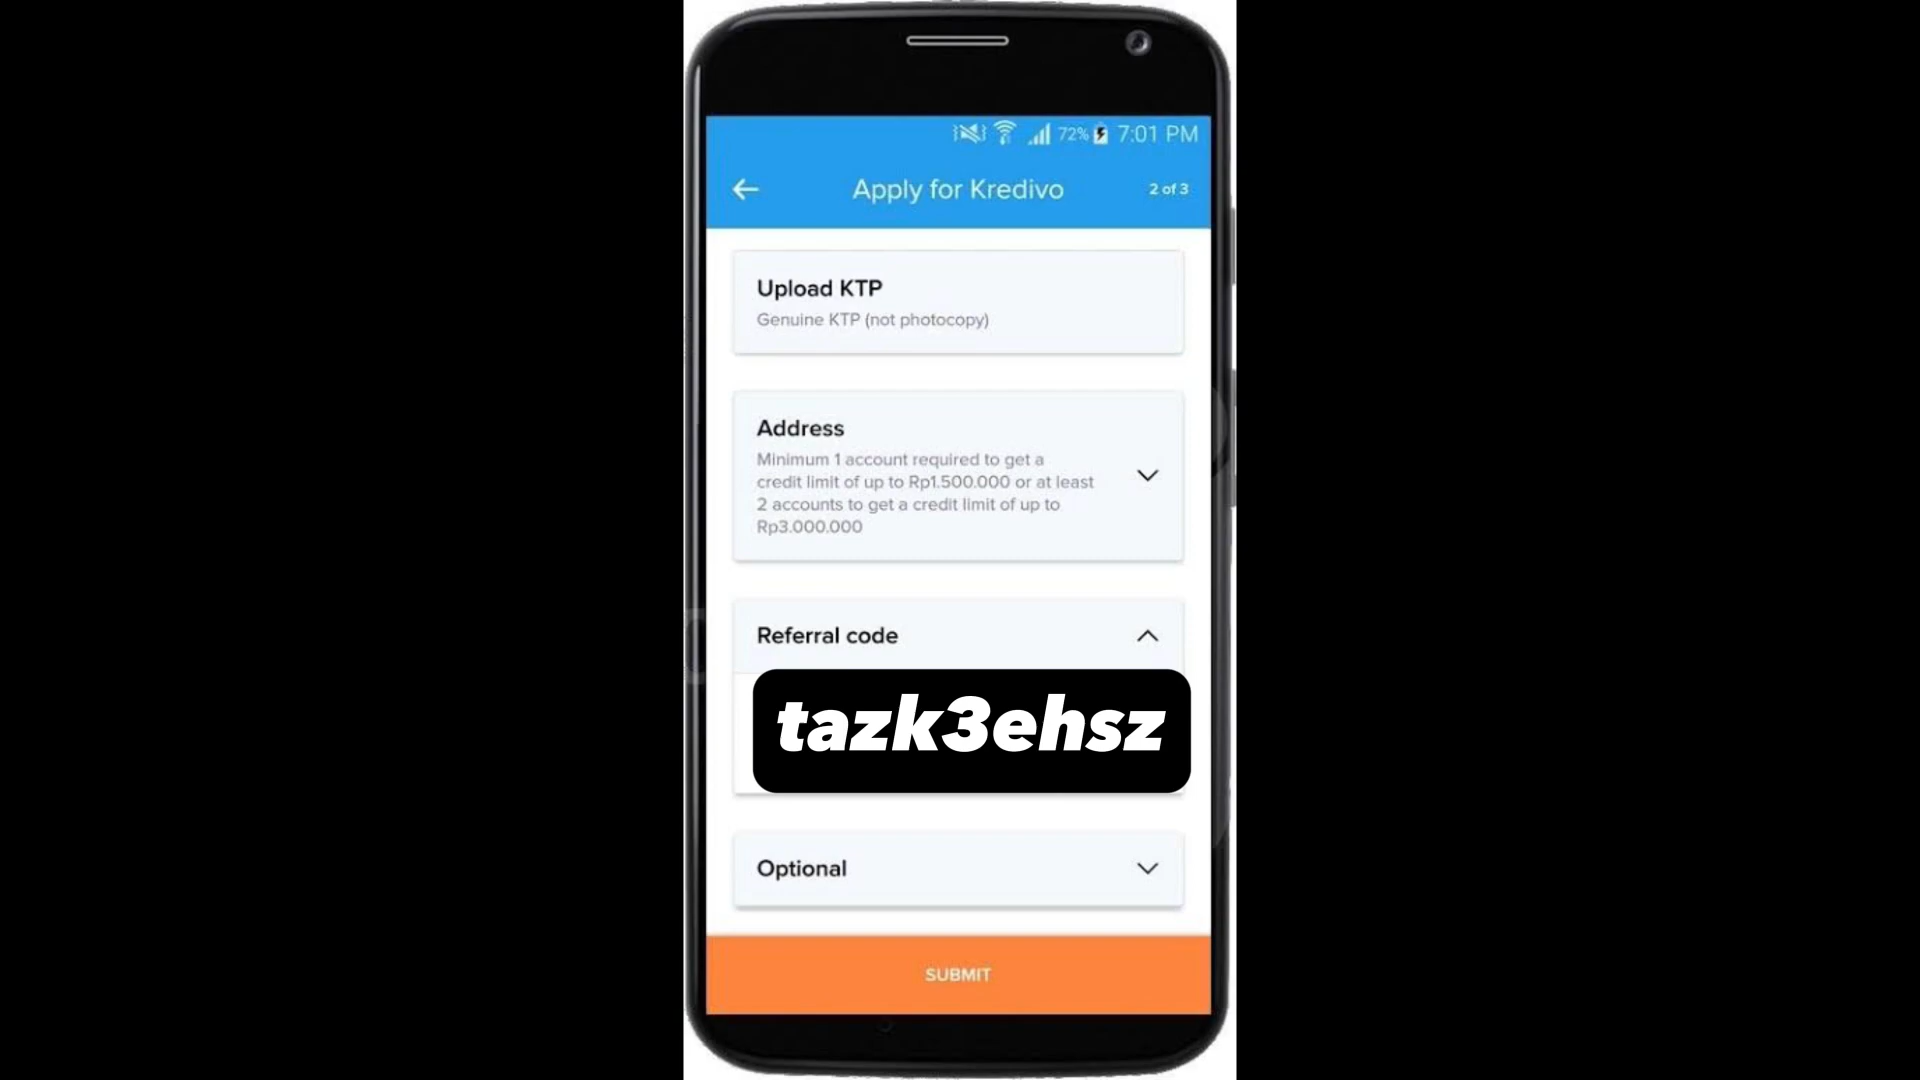 72% 7:01 PM
Apply for Kredivo
2 of 3
Upload KTP
Genuine KTP (not photocopy)
Address
Minimum 1 account required to get a
credit limit of up to Rp1.500.000 or at least
2 accounts to get a credit limit of up to
Rp3.000.000
Referral code
tazk3ehsz
Optional
SUBMIT